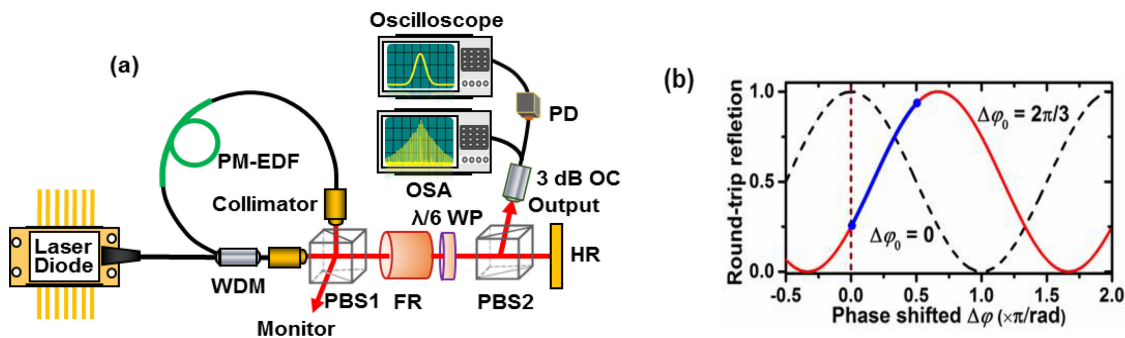 (a)
Oscilloscope
PD
PM-EDF
OSA
3 dB OC
Output
Collimator
λ/6 WP
Laser
Diode
WDM
PBS1
FR
PBS2
HR
Monitor
(b)
Round-trip refletion
1.0
0.5
0.0
Δφ₀ = 2π/3
Δφ₀ = 0
-0.5 0.0 0.5 1.0 1.5 2.0
Phase shifted Δφ (×π/rad)